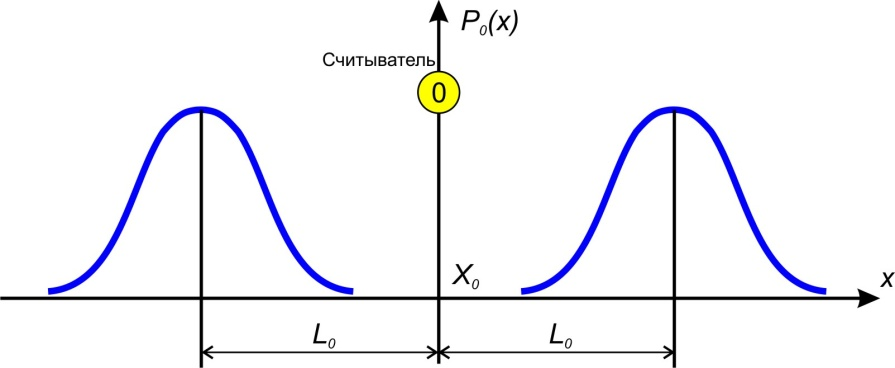 P₀(x)
Считыватель
0
X₀
x
L₀
L₀